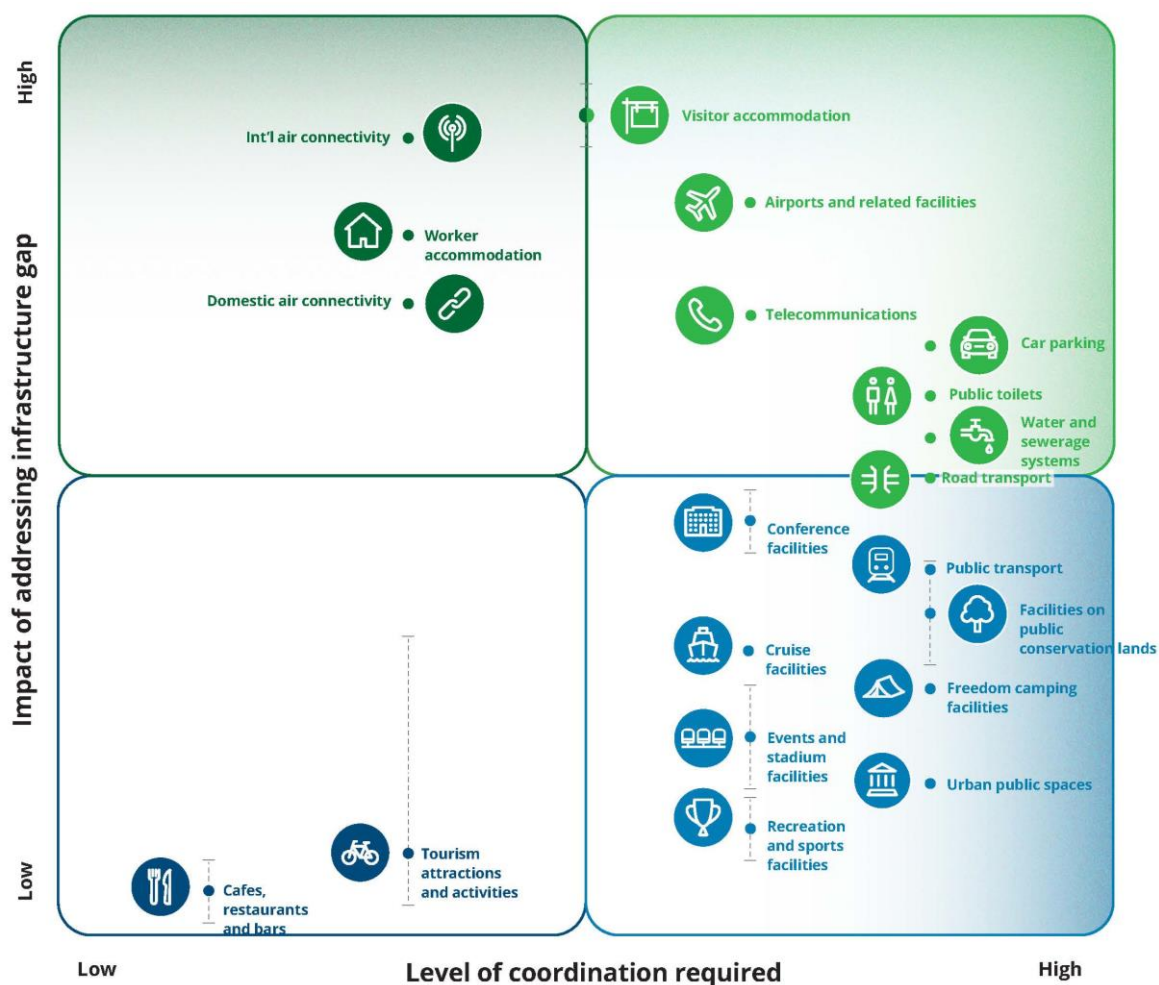 High
Impact of addressing infrastructure gap
Low
Int'l air connectivity
Worker
accommodation
Domestic air connectivity
Visitor accommodation
Airports and related facilities
Telecommunications
Car parking
Public toilets
Water and
sewerage
systems
Road transport
Conference
facilities
Public transport
Facilities on
public
conservation lands
Cruise
facilities
Freedom camping
facilities
Events and
stadium
facilities
Urban public spaces
Recreation
and sports
facilities
Tourism
attractions
and activities
Cafes,
restaurants
and bars
Low
Level of coordination required
High